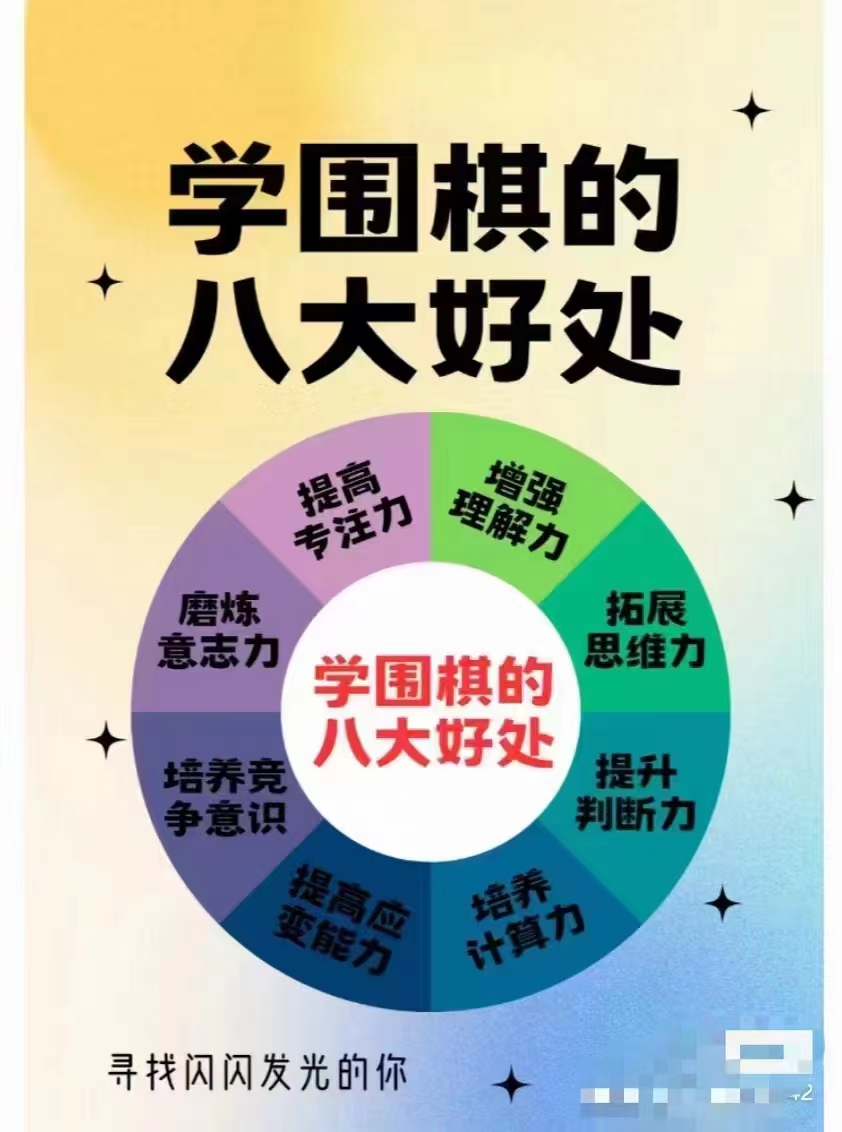 学围棋的
八大好处
提高
专注力
增强
理解力
磨炼
意志力
拓展
思维力
学围棋的
八大好处
培养竞
争意识
提升
判断力
提高应
变能力
培养
计算力
寻找闪闪发光的你